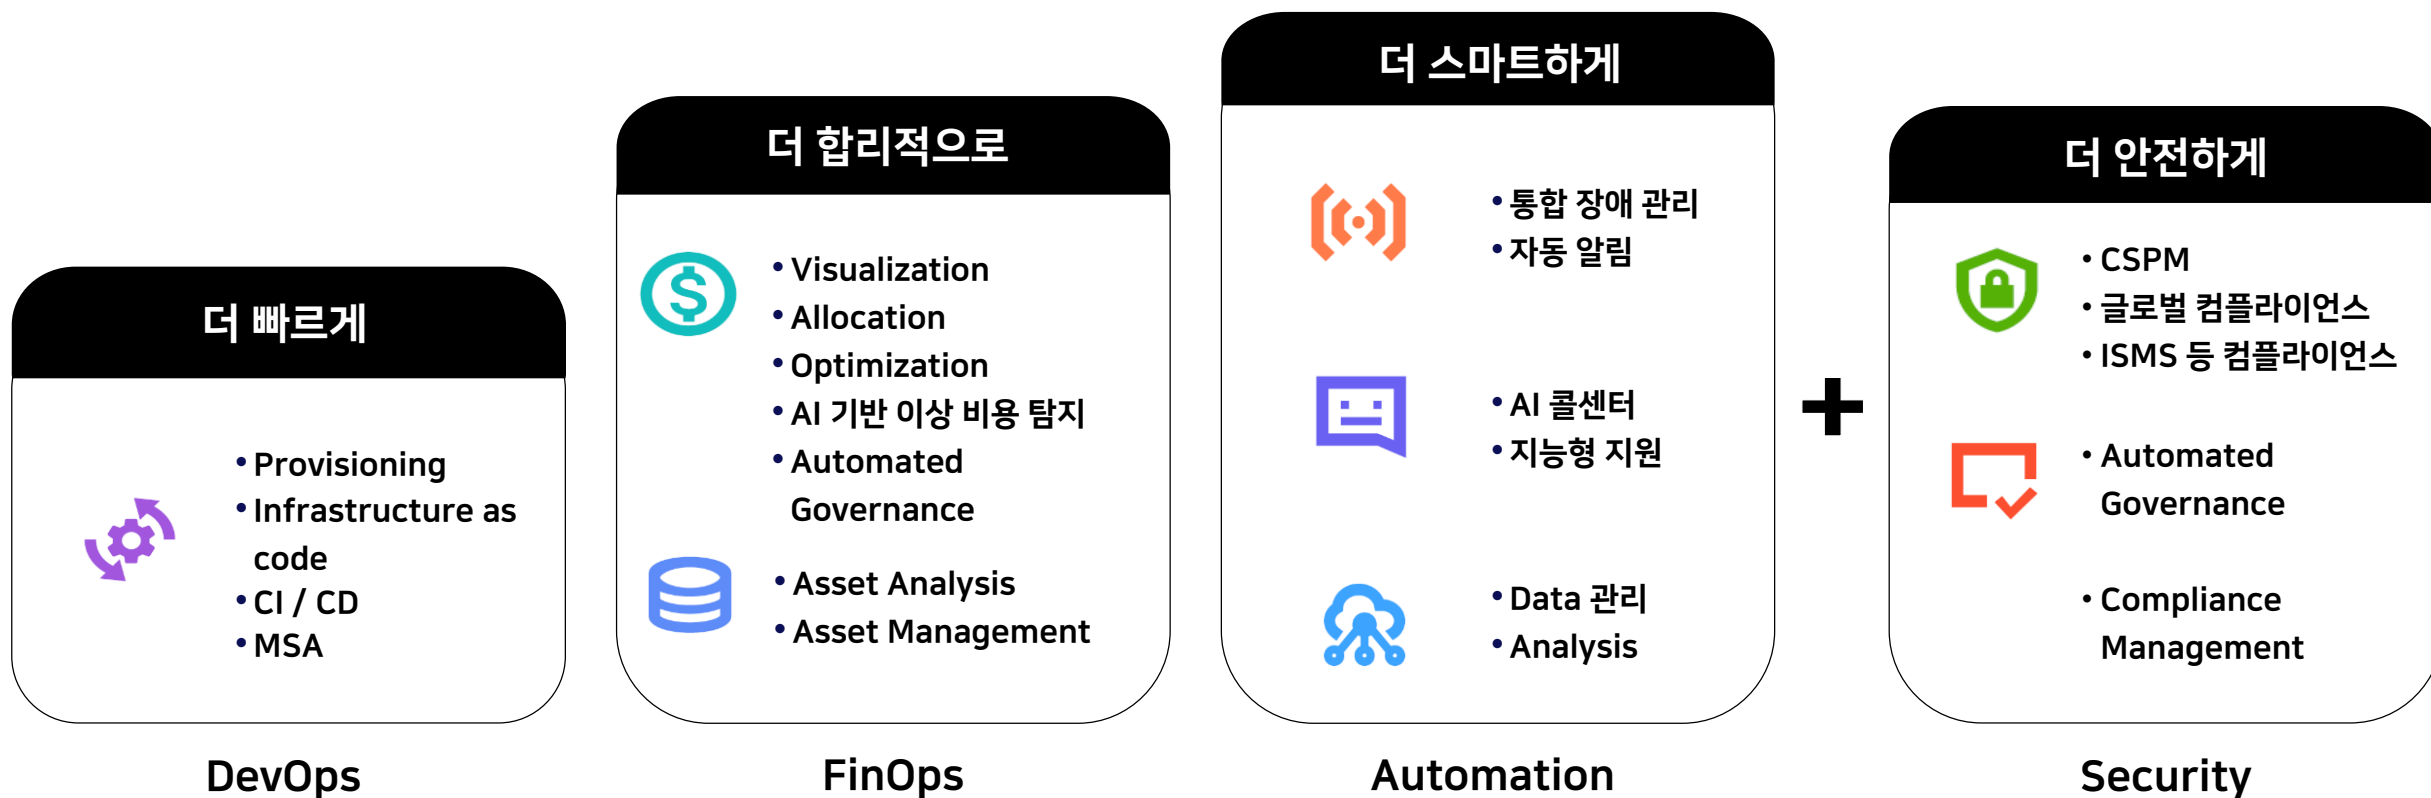 더 빠르게
• Provisioning
• Infrastructure as
code
• CI / CD
• MSA
DevOps
더 합리적으로
• Visualization
• Allocation
• Optimization
• AI 기반 이상 비용 탐지
• Automated
Governance
• Asset Analysis
• Asset Management
FinOps
더 스마트하게
• 통합 장애 관리
• 자동 알림
• AI 콜센터
• 지능형 지원
• Data 관리
• Analysis
Automation
+
더 안전하게
• CSPM
• 글로벌 컴플라이언스
• ISMS 등 컴플라이언스
• Automated
Governance
• Compliance
Management
Security